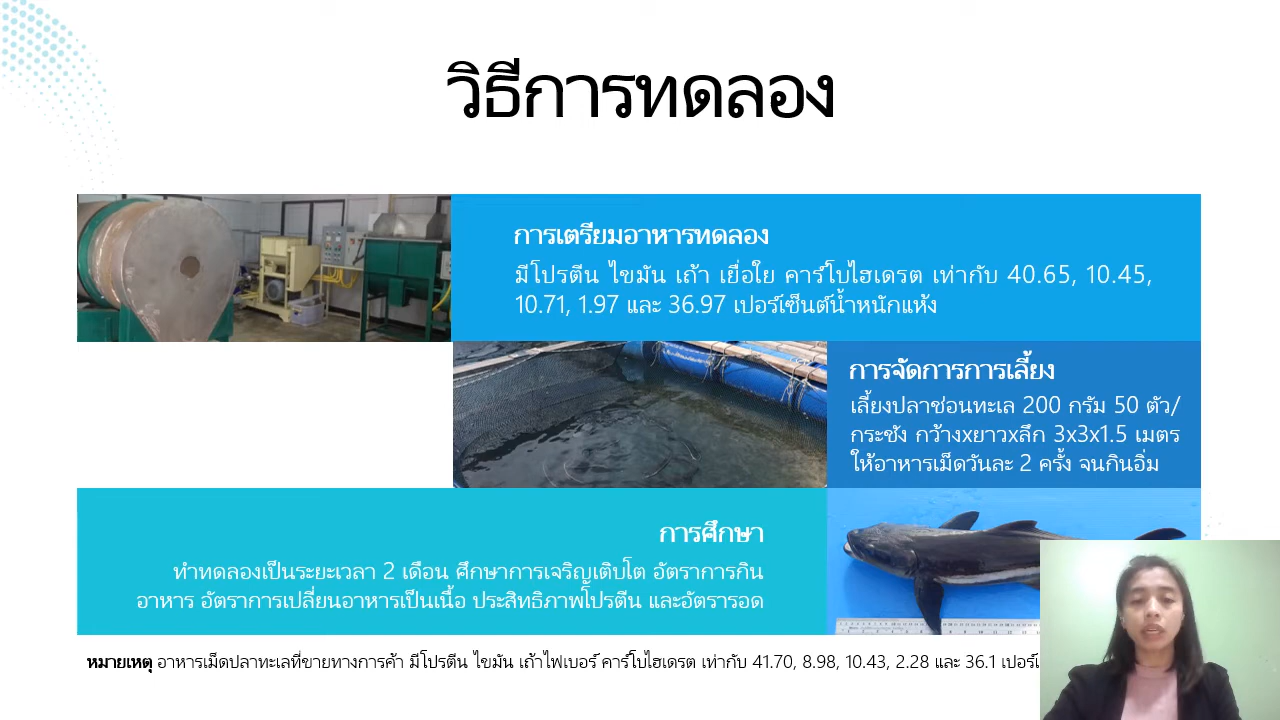 วิธีการทดลอง
การเตรียมอาหารทดลอง
มีโปรตีน ไขมัน เถ้า เยื่อใย คาร์โบไฮเดรต เท่ากับ 40.65, 10.45,
10.71, 1.97 และ 36.97 เปอร์เซ็นต์น้ำหนักแห้ง
การจัดการการเลี้ยง
เลี้ยงปลาช่อนทะเล 200 กรัม 50 ตัว/
กระชัง กว้างxยาวxลึก 3x3x1.5 เมตร
ให้อาหารเม็ดวันละ 2 ครั้ง จนกินอิ่ม
การศึกษา
ทำทดลองเป็นระยะเวลา 2 เดือน ศึกษาการเจริญเติบโต อัตราการกิน
อาหาร อัตราการเปลี่ยนอาหารเป็นเนื้อ ประสิทธิภาพโปรตีน และอัตรารอด
หมายเหตุ อาหารเม็ดปลาทะเลที่ขายทางการค้า มีโปรตีน ไขมัน เถ้าไฟเบอร์ คาร์โบไฮเดรต เท่ากับ 41.70, 8.98, 10.43, 2.28 และ 36.1